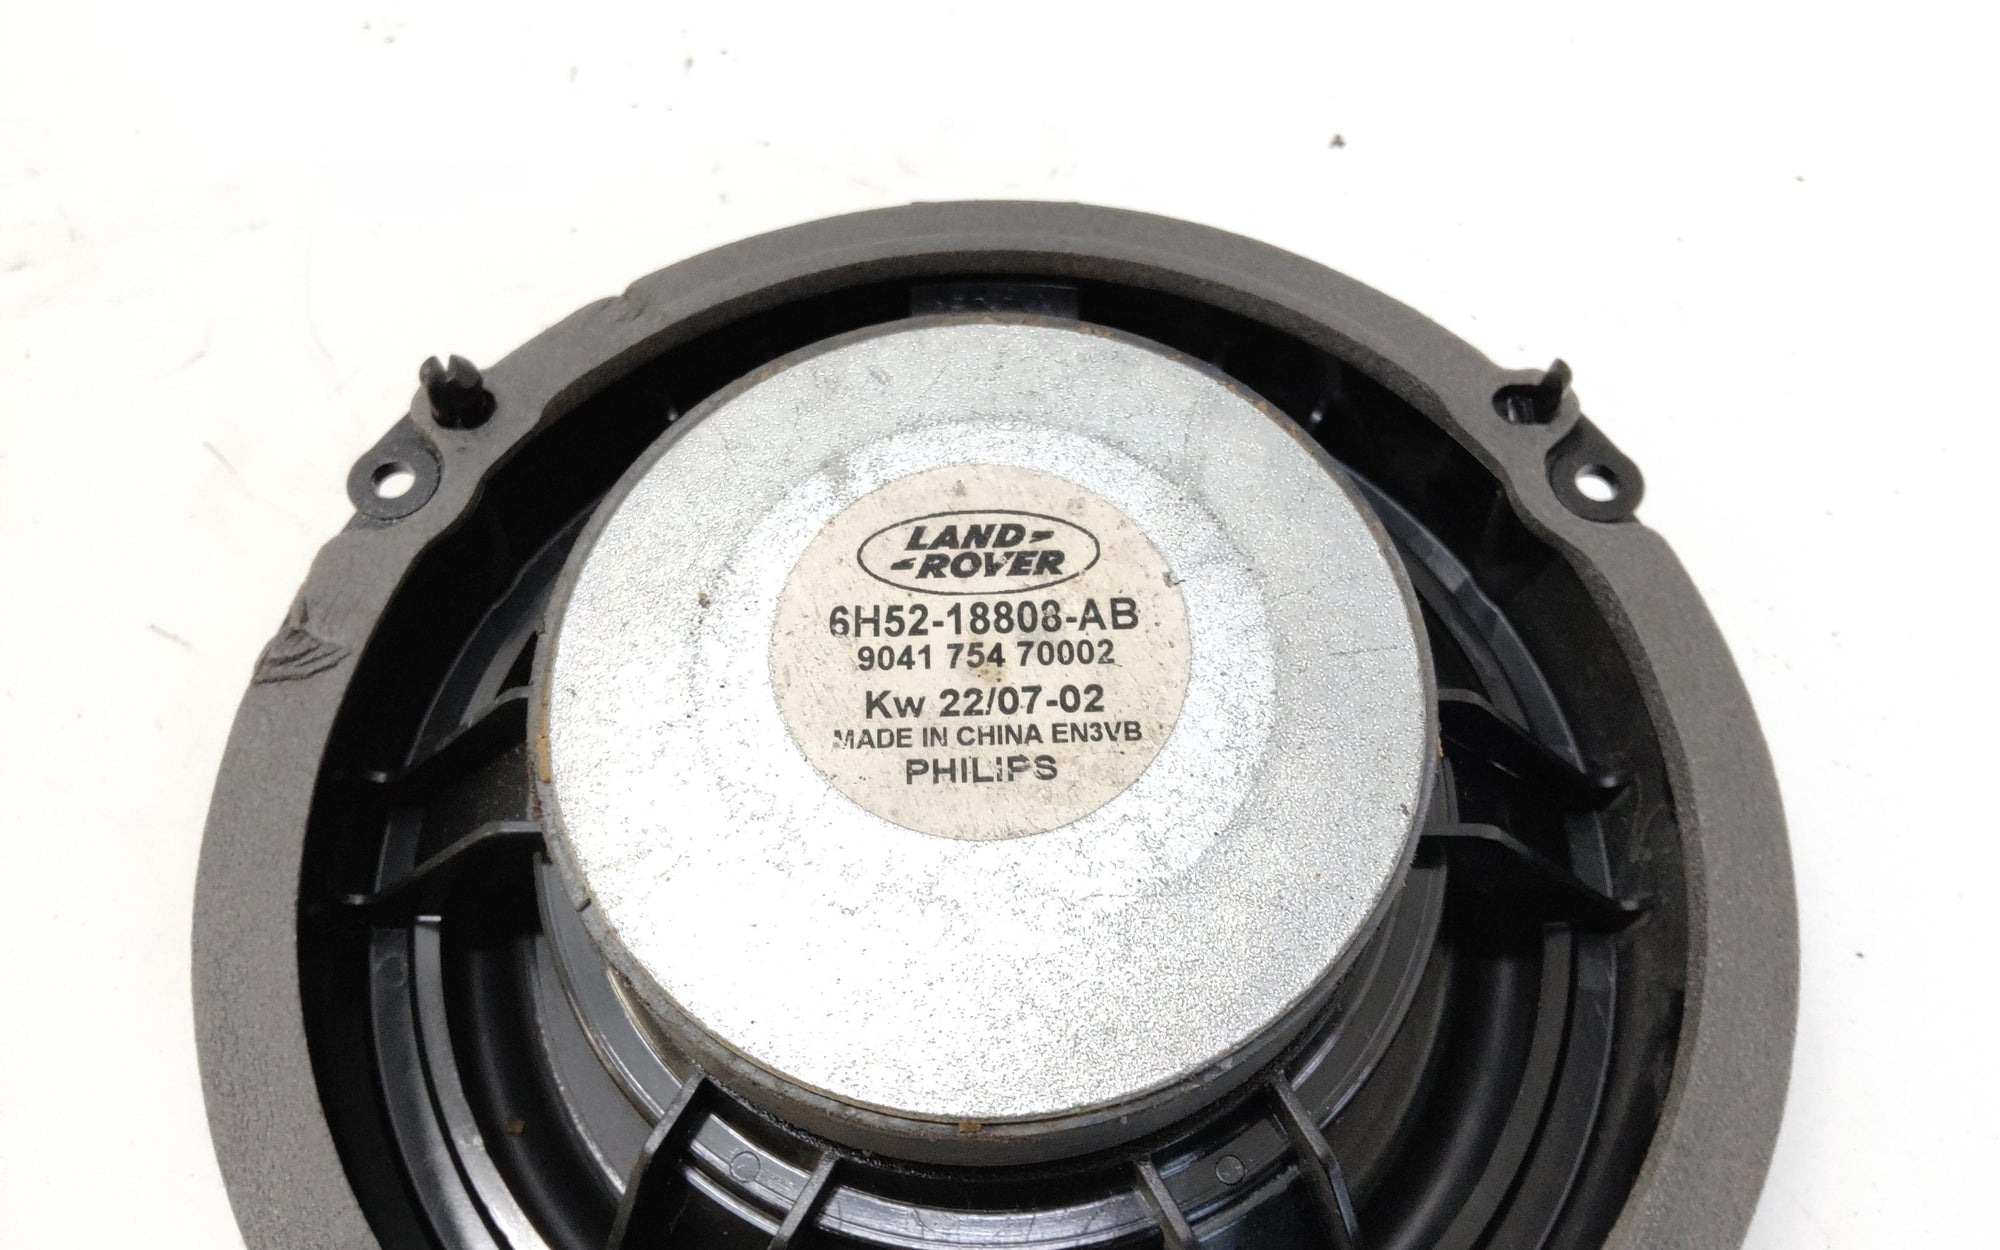 LAND-
-ROVER
6H52-18808-AB
9041 754 70002
Kw 22/07-02
MADE IN CHINA EN3VB
PHILIPS